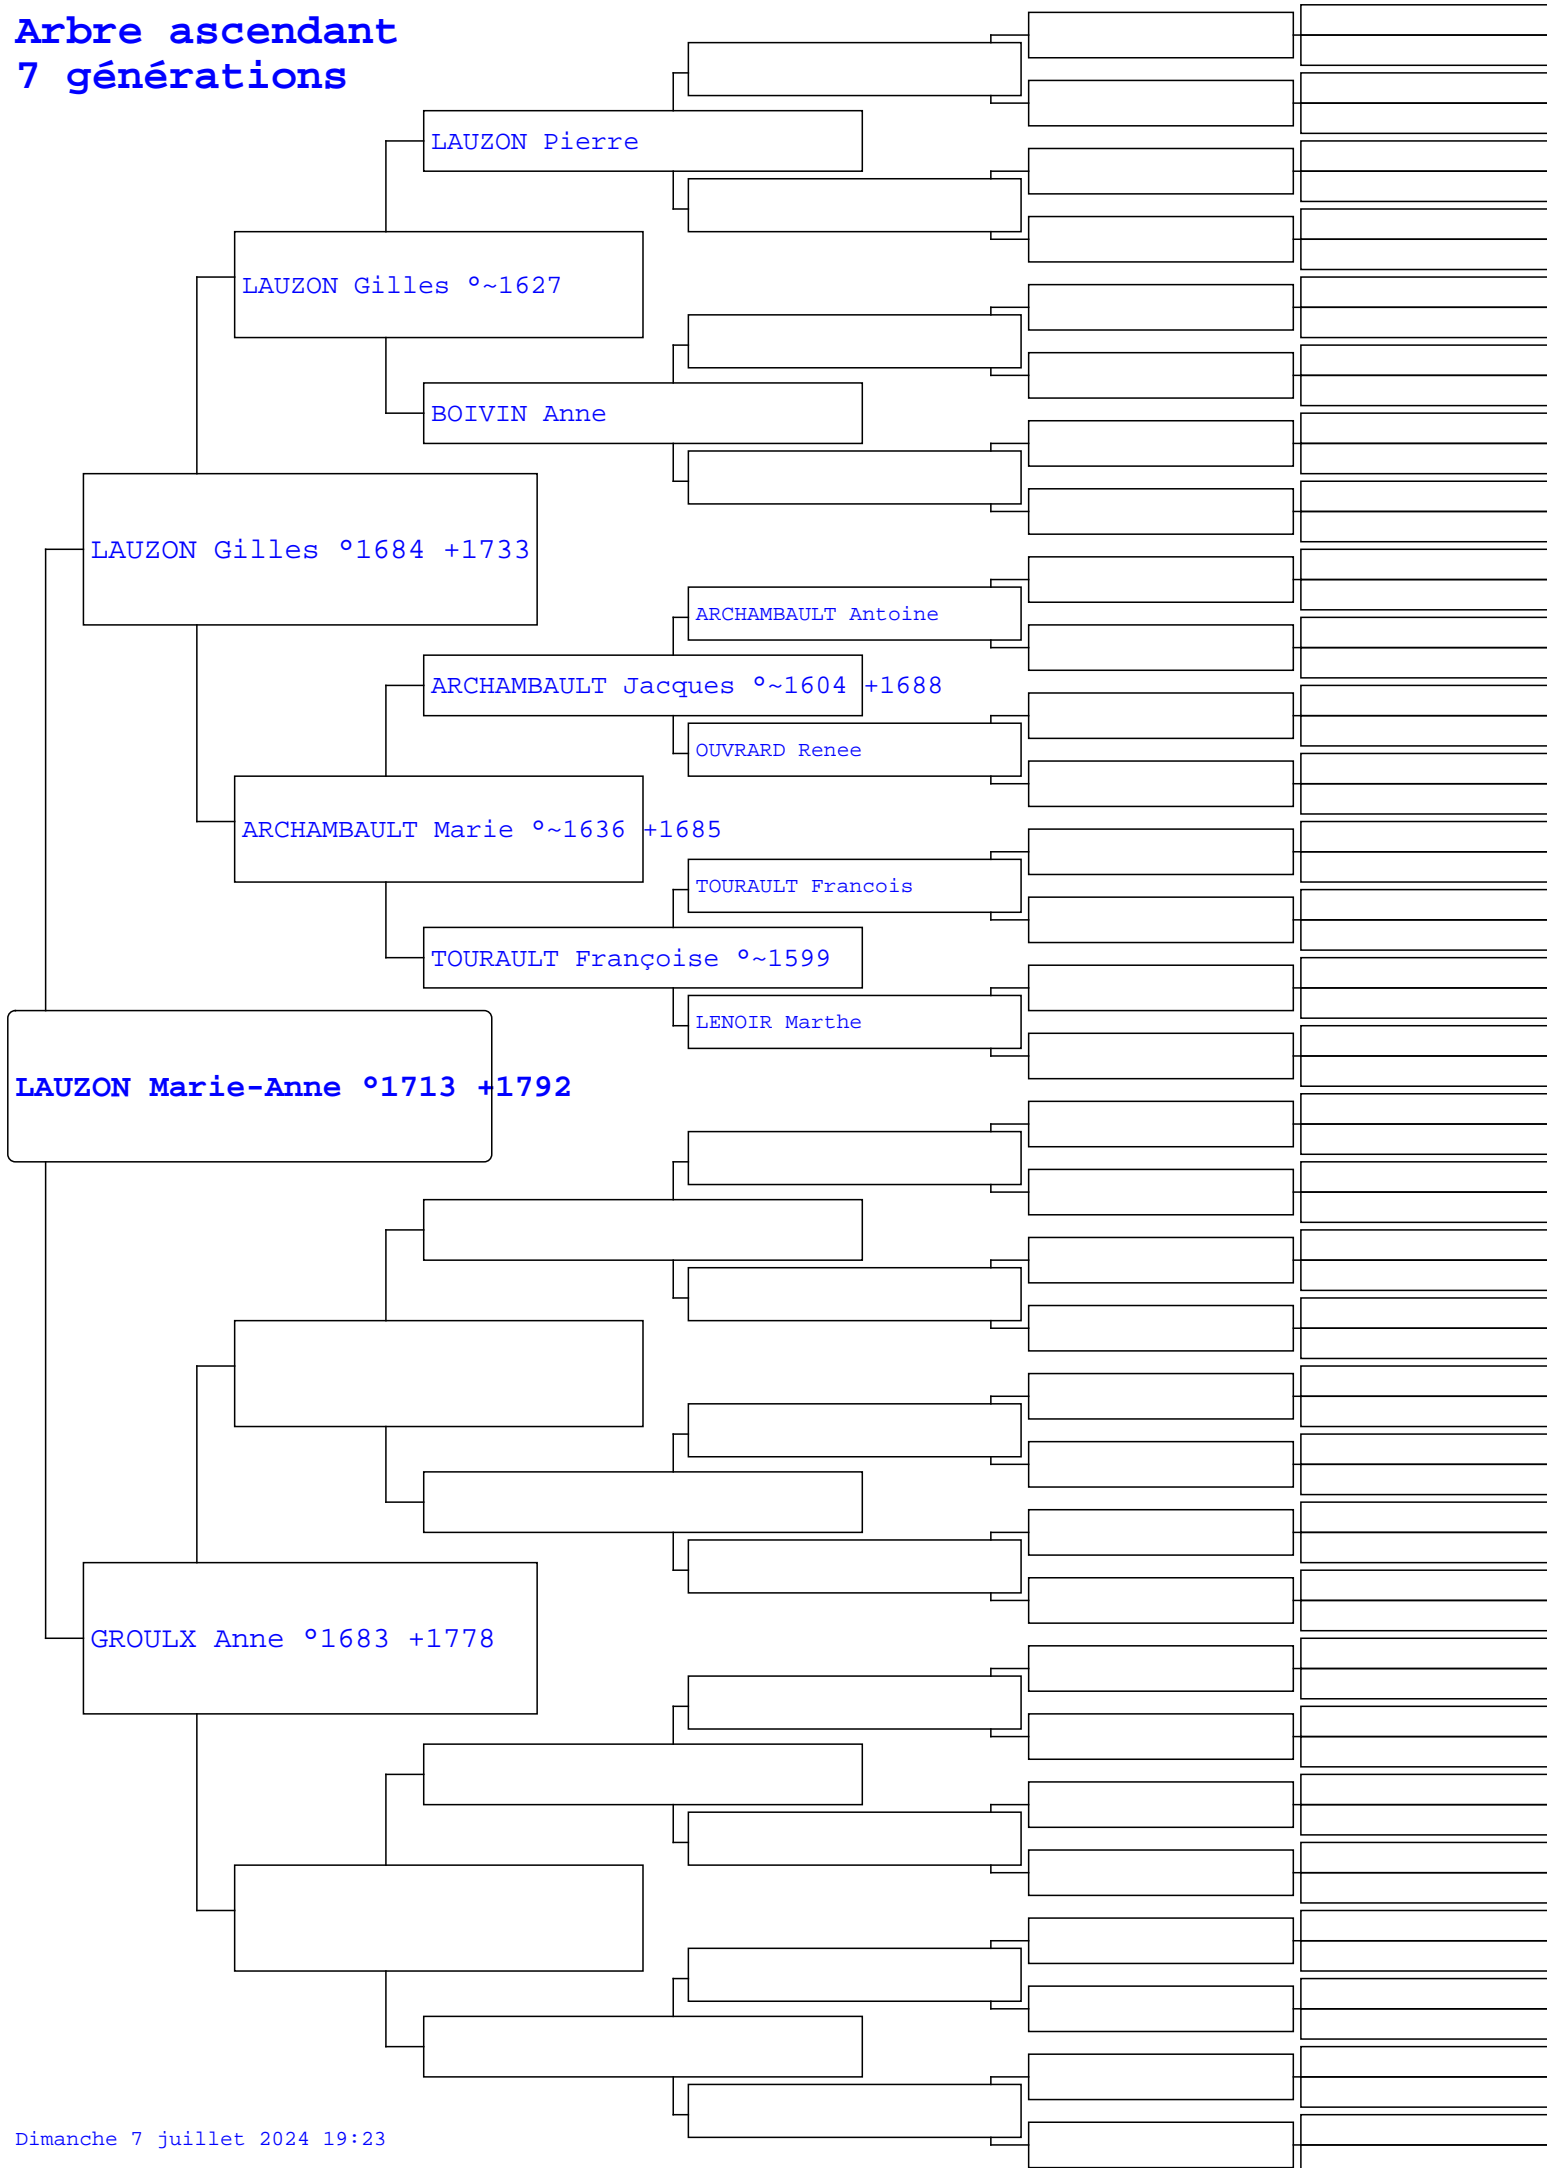 Arbre ascendant
7 générations
LAUZON Pierre
LAUZON Gilles °~1627
BOIVIN Anne
LAUZON Gilles °1684 +1733
ARCHAMBAULT Antoine
ARCHAMBAULT Jacques °~1604 +1688
OUVRARD Renee
ARCHAMBAULT Marie °~1636 +1685
TOURAULT Francois
TOURAULT Françoise °~1599
LENOIR Marthe
LAUZON Marie-Anne °1713 +1792
GROULX Anne °1683 +1778
Dimanche 7 juillet 2024 19:23